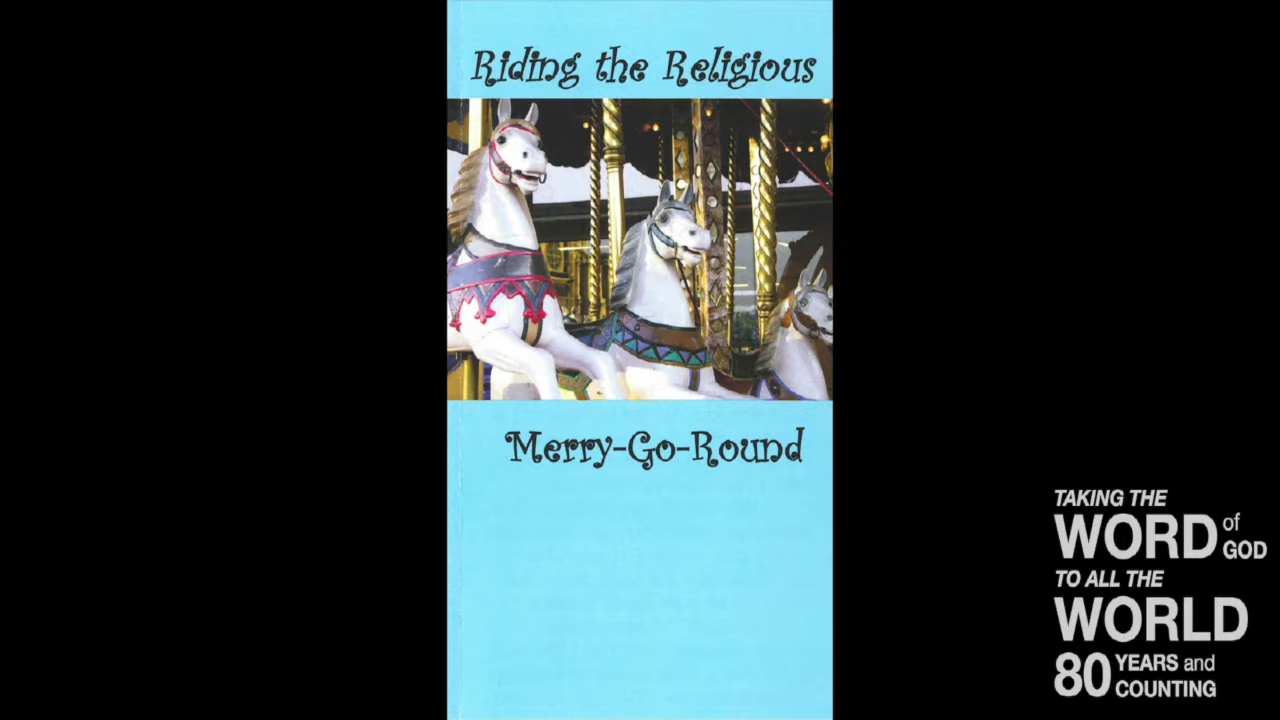 Riding the Religious
Merry-Go-Round
TAKING THE
WORD of GOD
TO ALL THE
WORLD
80 YEARS and
COUNTING